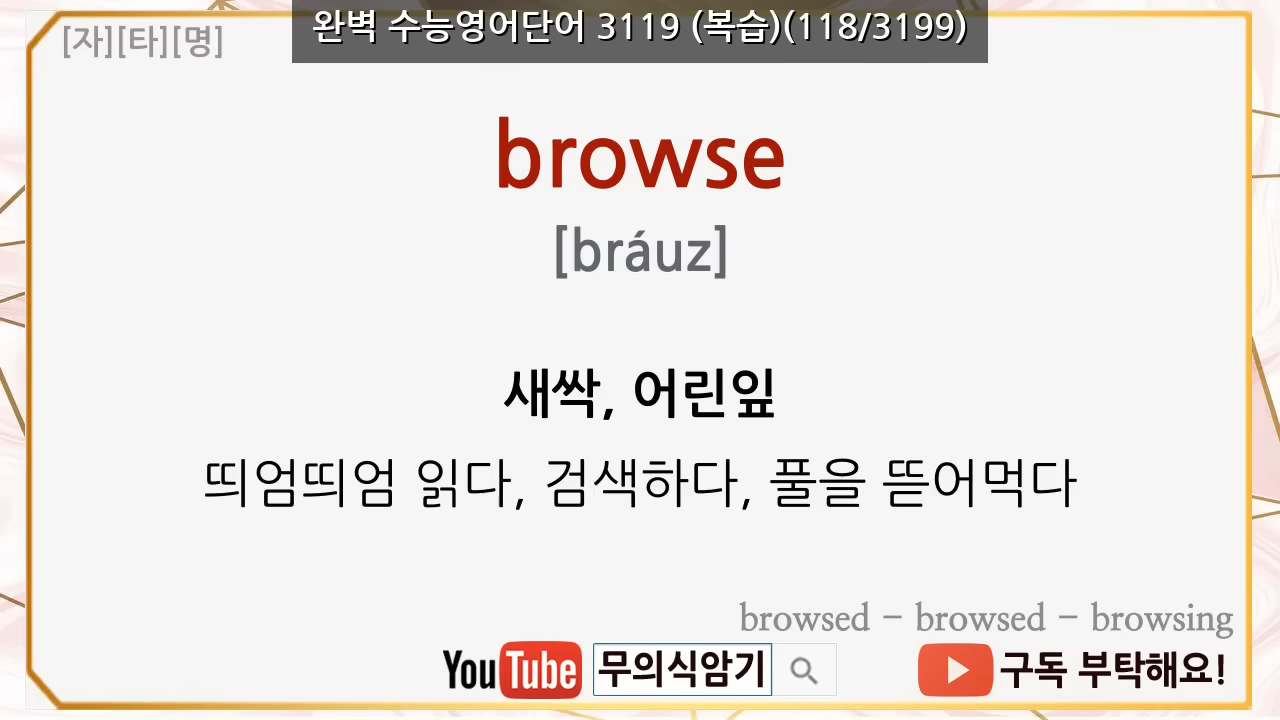 완벽 수능영어단어 3119 (복습)(118/3199)
[자][타][명]
browse
[bráuz]
새싹, 어린잎
띄엄띄엄 읽다, 검색하다, 풀을 뜯어먹다
browsed - browsed - browsing
YouTube 무의식암기 구독 부탁해요!